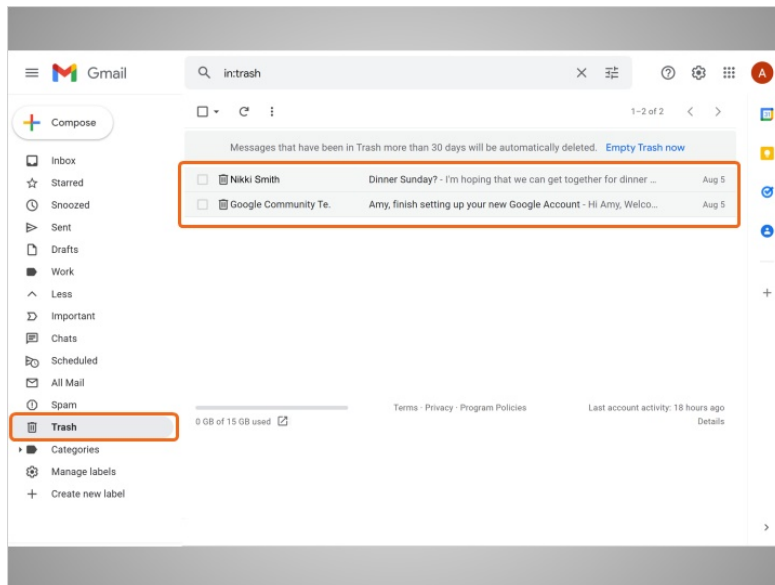 Gmail
in:trash
A
Compose
1–2 of 2
Messages that have been in Trash more than 30 days will be automatically deleted. Empty Trash now
Inbox
Starred
Snoozed
Sent
Drafts
Work
Less
Important
Chats
Scheduled
All Mail
Spam
Trash
Categories
Manage labels
Create new label
Nikki Smith Dinner Sunday? - I'm hoping that we can get together for dinner ... Aug 5
Google Community Te. Amy, finish setting up your new Google Account - Hi Amy, Welco... Aug 5
0 GB of 15 GB used
Terms · Privacy · Program Policies
Last account activity: 18 hours ago
Details